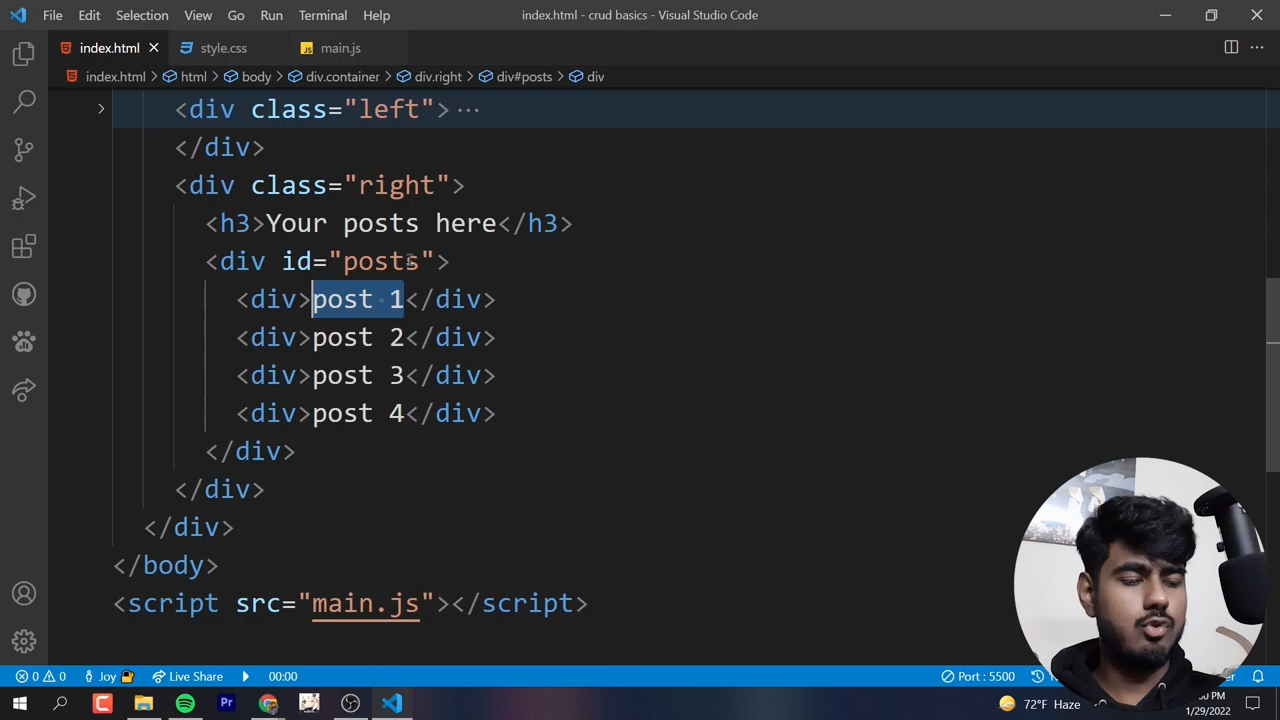 File Edit Selection View Go Run Terminal Help index.html - crud basics - Visual Studio Code
index.html style.css JS main.js
index.html > html > body > div.container > div.right > div#posts > div
<div class="left">···
</div>
<div class="right">
<h3>Your posts here</h3>
<div id="posts">
<div>post 1</div>
<div>post 2</div>
<div>post 3</div>
<div>post 4</div>
</div>
</div>
</div>
</body>
<script src="main.js"></script>
0 0 Joy Live Share 00:00 Port : 5500
Pr 72°F Haze PM
1/29/2022